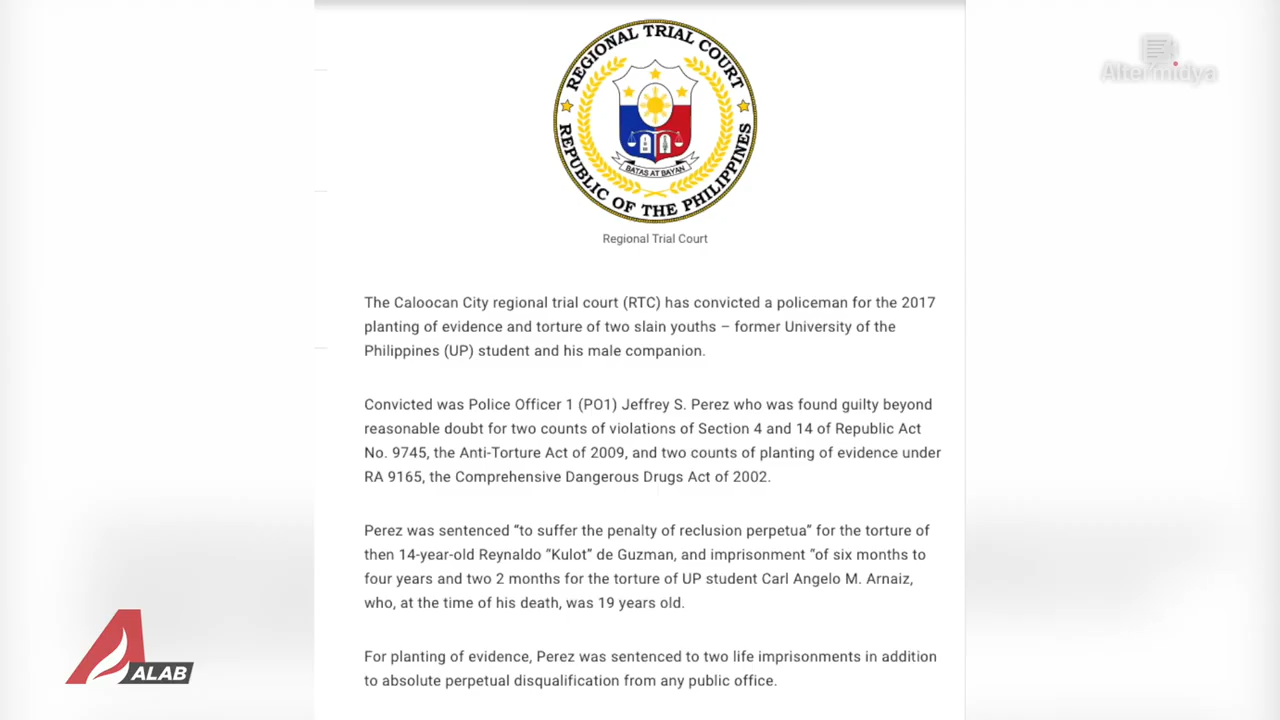 REGIONAL TRIAL COURT
REPUBLIC OF THE PHILIPPINES
BATAS AT BAYAN
Regional Trial Court
Alter midya
The Caloocan City regional trial court (RTC) has convicted a policeman for the 2017
planting of evidence and torture of two slain youths – former University of the
Philippines (UP) student and his male companion.
Convicted was Police Officer 1 (PO1) Jeffrey S. Perez who was found guilty beyond
reasonable doubt for two counts of violations of Section 4 and 14 of Republic Act
No. 9745, the Anti-Torture Act of 2009, and two counts of planting of evidence under
RA 9165, the Comprehensive Dangerous Drugs Act of 2002.
Perez was sentenced “to suffer the penalty of reclusion perpetua” for the torture of
then 14-year-old Reynaldo “Kulot” de Guzman, and imprisonment “of six months to
four years and two 2 months for the torture of UP student Carl Angelo M. Arnaiz,
who, at the time of his death, was 19 years old.
For planting of evidence, Perez was sentenced to two life imprisonments in addition
to absolute perpetual disqualification from any public office.
ALAB